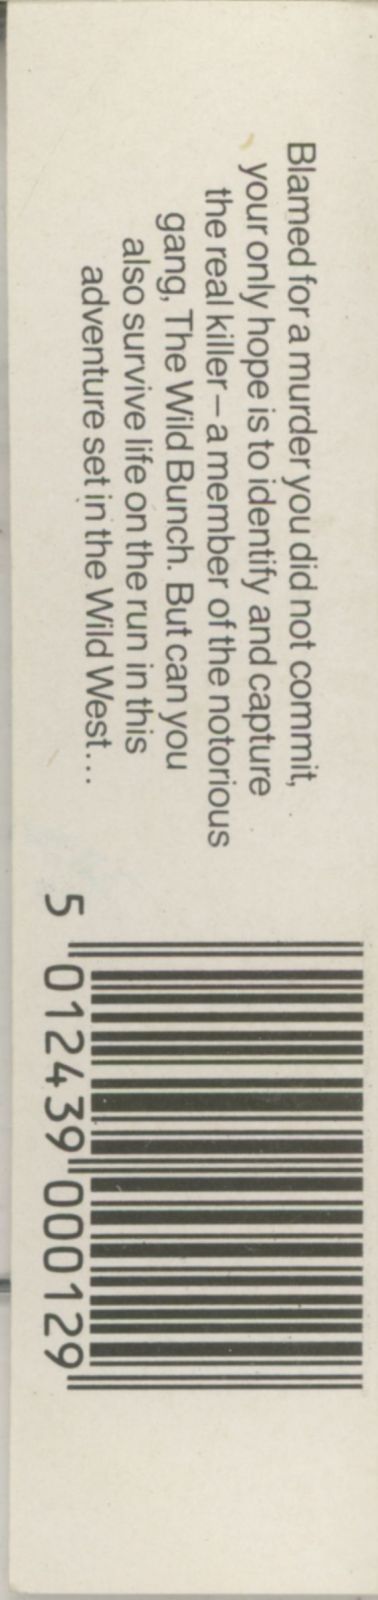 Blamed for a murder you did not commit,
your only hope is to identify and capture
the real killer – a member of the notorious
gang, The Wild Bunch. But can you
also survive life on the run in this
adventure set in the Wild West...
5 012439 000129